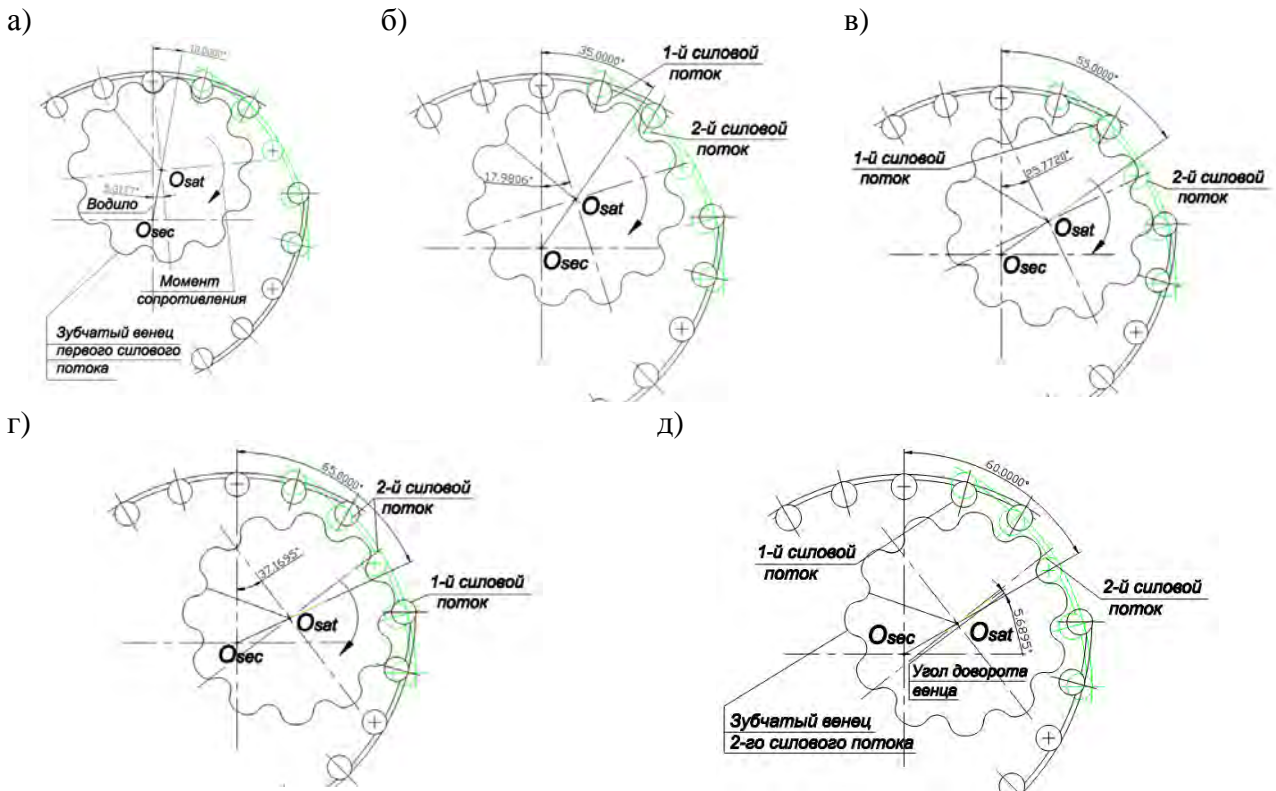 а)
б)
в)
35.0000°
1-й силовой
поток
2-й силовой
поток
17.9806°
Osat
Osec
55.0000°
1-й силовой
поток
25.7720°
2-й силовой
поток
Osat
Osec
Osat
Водило
Osec
Момент
сопротивления
Зубчатый венец
первого силового
потока
г)
д)
65.0000°
2-й силовой
поток
37.1695°
1-й силовой
поток
Osat
Osec
60.0000°
1-й силовой
поток
2-й силовой
поток
Osec
Osat
5.6895°
Угол доворота
венца
Зубчатый венец
2-го силового потока